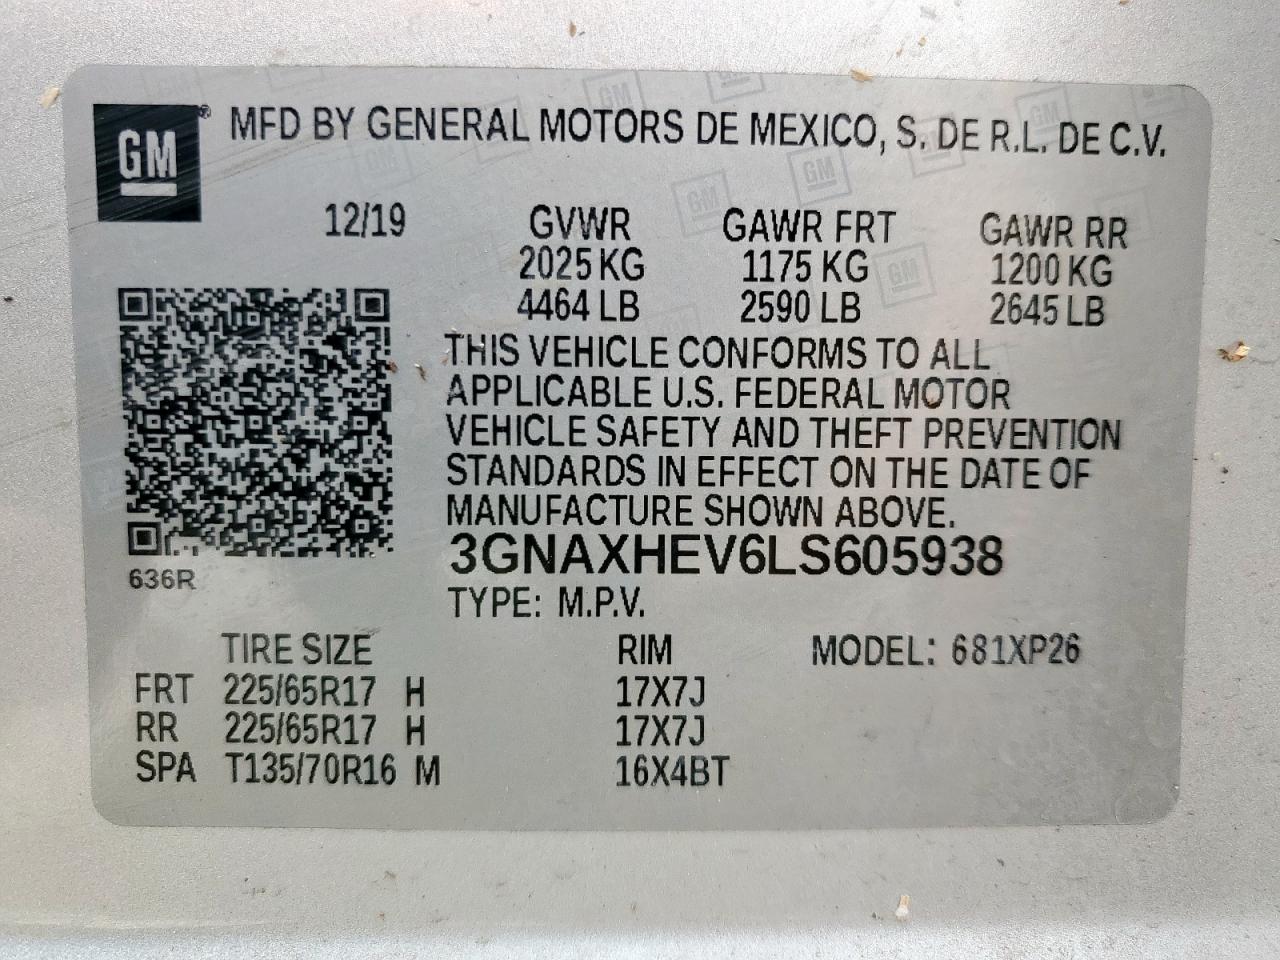 GM® MFD BY GENERAL MOTORS DE MEXICO, S. DE R.L. DE C.V.
12/19 GVWR GAWR FRT GAWR RR
2025 KG 1175 KG 1200 KG
4464 LB 2590 LB 2645 LB
THIS VEHICLE CONFORMS TO ALL
APPLICABLE U.S. FEDERAL MOTOR
VEHICLE SAFETY AND THEFT PREVENTION
STANDARDS IN EFFECT ON THE DATE OF
MANUFACTURE SHOWN ABOVE.
3GNAXHEV6LS605938
636R
TYPE: M.P.V.
TIRE SIZE RIM MODEL: 681XP26
FRT 225/65R17 H 17X7J
RR 225/65R17 H 17X7J
SPA T135/70R16 M 16X4BT